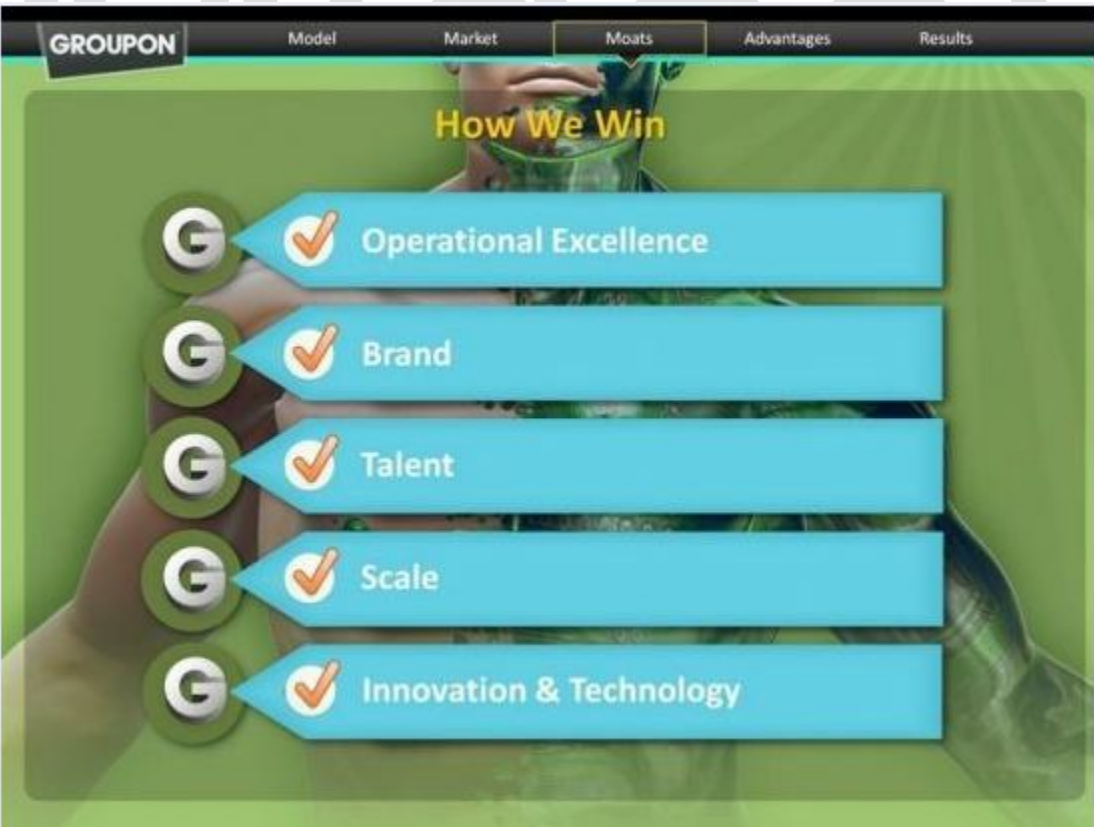 GROUPON
Model Market Moats Advantages Results
How We Win
G Operational Excellence
G Brand
G Talent
G Scale
G Innovation & Technology